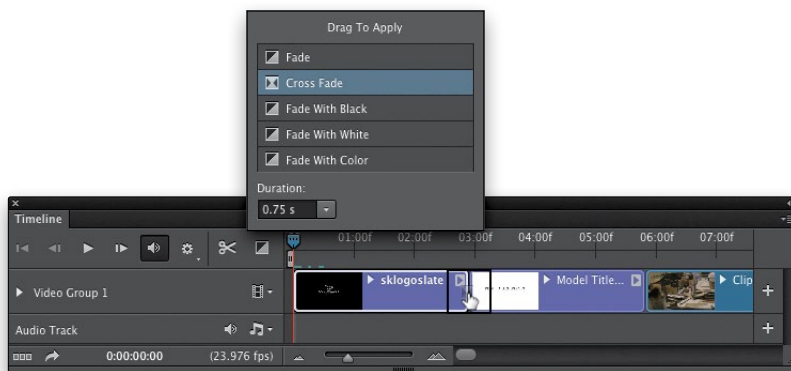 Drag To Apply
Fade
Cross Fade
Fade With Black
Fade With White
Fade With Color
Duration:
0.75 s
Timeline
01:00f 02:00f 03:00f 04:00f 05:00f 06:00f 07:00f
Video Group 1
sklogoslate
Model Title...
Clip
Audio Track
0:00:00:00 (23.976 fps)